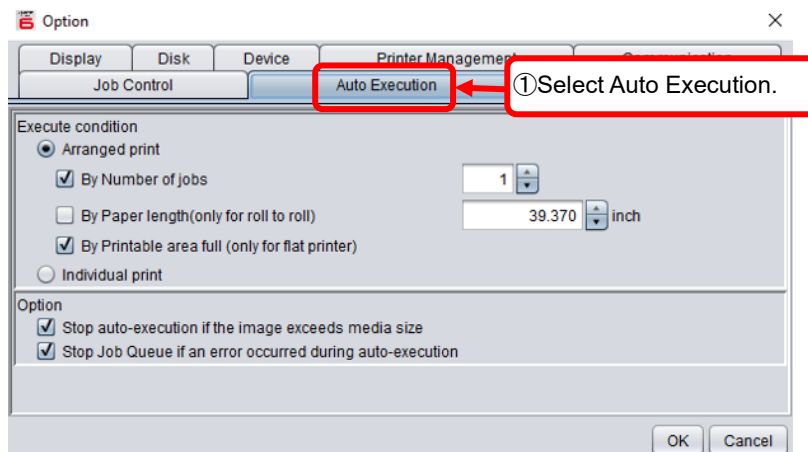 6 Option
Display Disk Device Printer Management
Job Control Auto Execution ①Select Auto Execution.
Execute condition
Arranged print
By Number of jobs 1
By Paper length(only for roll to roll) 39.370 inch
By Printable area full (only for flat printer)
Individual print
Option
Stop auto-execution if the image exceeds media size
Stop Job Queue if an error occurred during auto-execution
OK Cancel